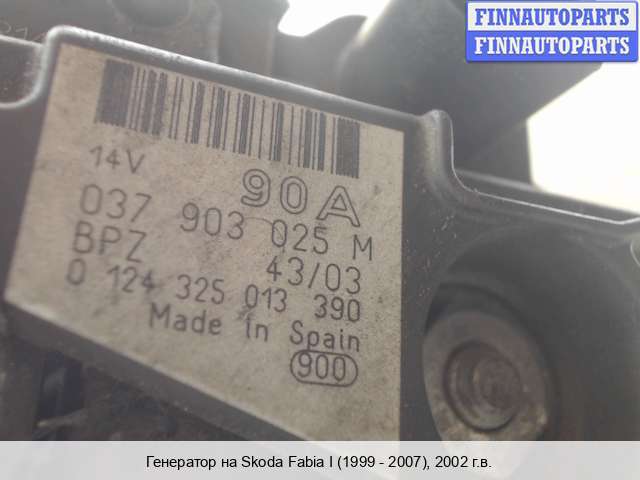 FINNAUTOPARTS
FINNAUTOPARTS
14V 90A
037 903 025 M
BPZ 43/03
0 124 325 013 390
Made in Spain
900
Генератор на Skoda Fabia I (1999 - 2007), 2002 г.в.